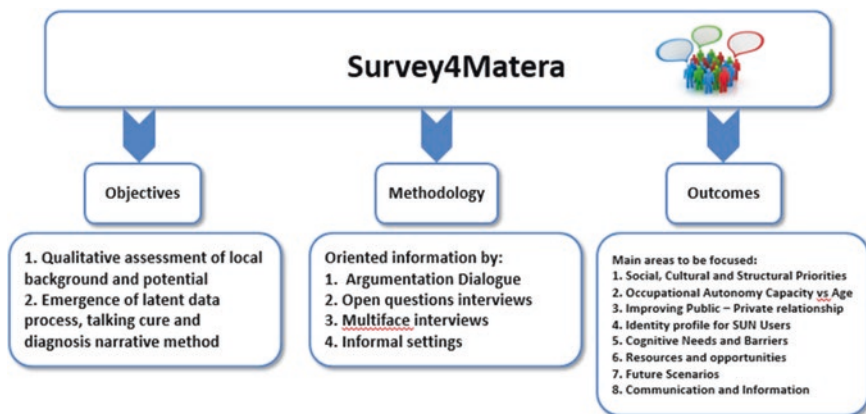 Survey4Matera
Objectives
Methodology
Outcomes
1. Qualitative assessment of local
background and potential
2. Emergence of latent data
process, talking cure and
diagnosis narrative method
Oriented information by:
1. Argumentation Dialogue
2. Open questions interviews
3. Multiface interviews
4. Informal settings
Main areas to be focused:
1. Social, Cultural and Structural Priorities
2. Occupational Autonomy Capacity vs Age
3. Improving Public – Private relationship
4. Identity profile for SUN Users
5. Cognitive Needs and Barriers
6. Resources and opportunities
7. Future Scenarios
8. Communication and Information